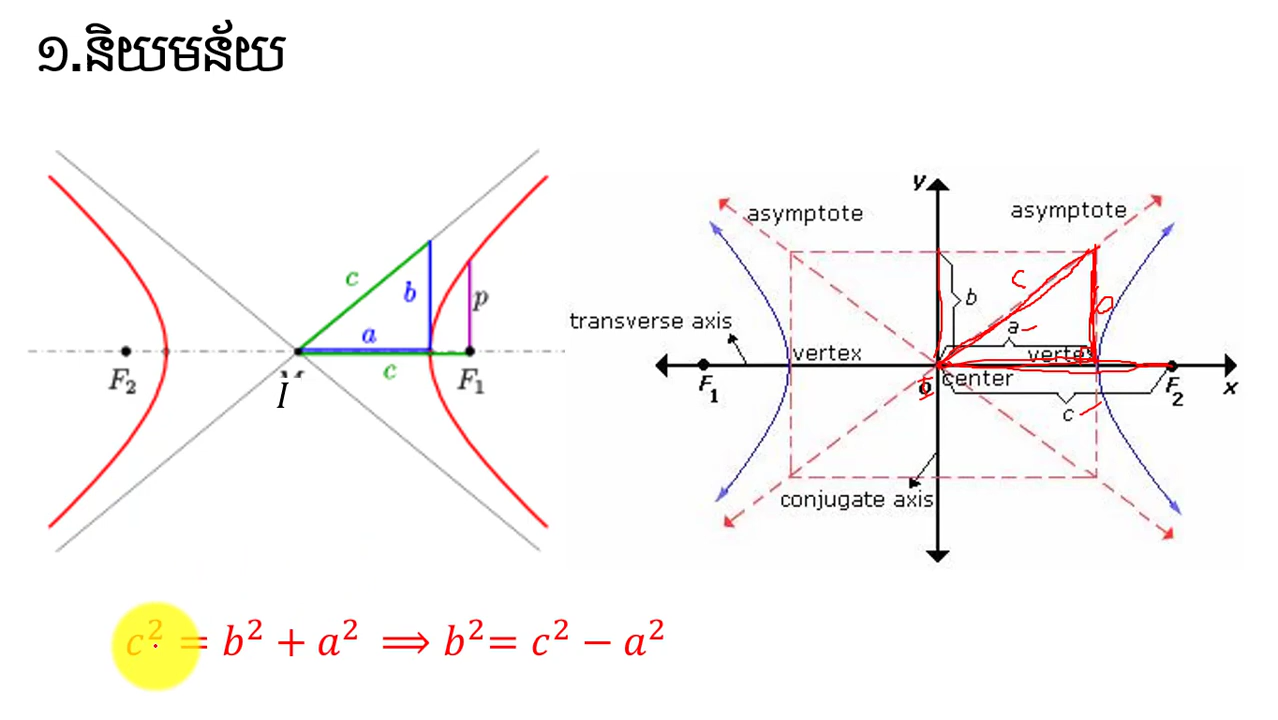 ១.និយមន័យ
c
b
p
a
c
F₂
F₁
I
y
asymptote
asymptote
c
b
b
transverse axis
a
vertex
vertex
F₁
center
F₂
x
I
c
conjugate axis
c² = b² + a² ⟹ b²= c² − a²